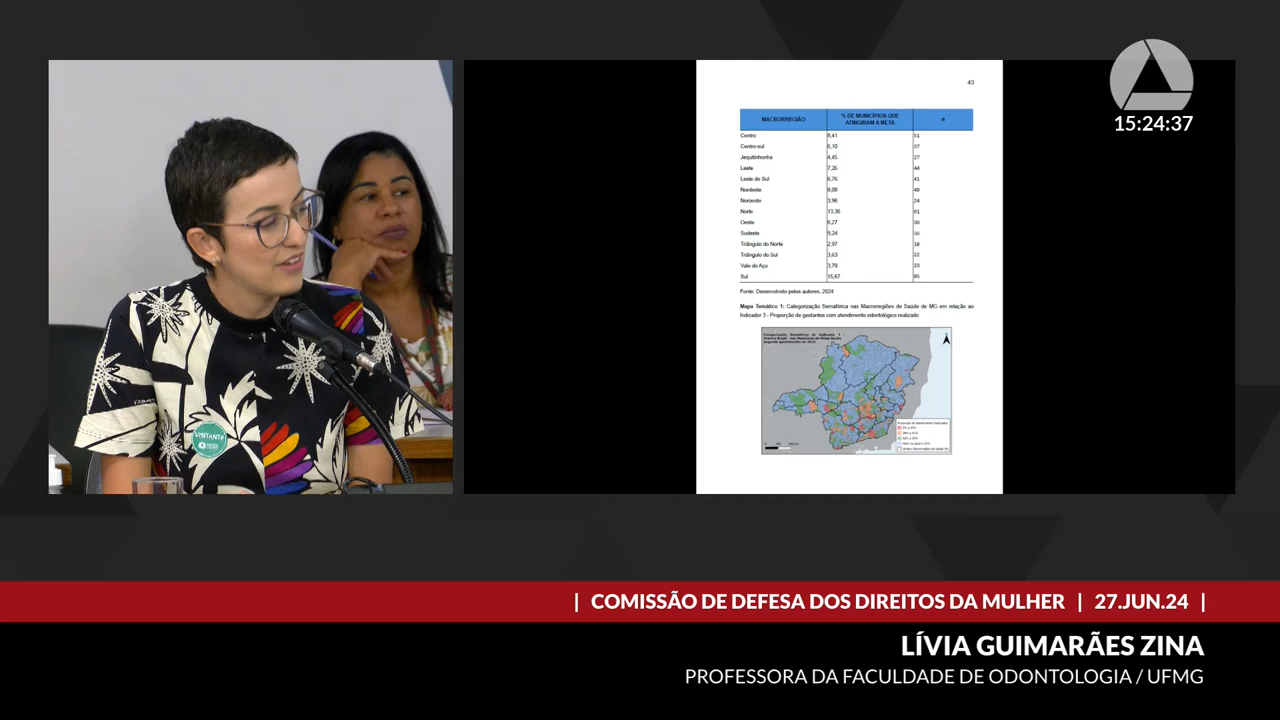 15:24:37
43
MACRORREGIÃO % DE MUNICÍPIOS QUE ATINGIRAM A META n
Centro 8,41 51
Centro-sul 6,10 37
Jequitinhonha 4,45 27
Leste 7,26 44
Leste do Sul 6,76 41
Nordeste 8,08 49
Noroeste 3,96 24
Norte 13,36 81
Oeste 6,27 38
Sudeste 9,24 56
Triângulo do Norte 2,97 18
Triângulo do Sul 3,63 22
Vale do Aço 3,79 23
Sul 15,67 95
Fonte: Desenvolvido pelos autores, 2024
Mapa Temático 1: Categorização Semafórica nas Macrorregiões de Saúde de MG em relação ao
Indicador 3 - Proporção de gestantes com atendimento odontológico realizado
VISITANTE
| COMISSÃO DE DEFESA DOS DIREITOS DA MULHER | 27.JUN.24 |
LÍVIA GUIMARÃES ZINA
PROFESSORA DA FACULDADE DE ODONTOLOGIA / UFMG